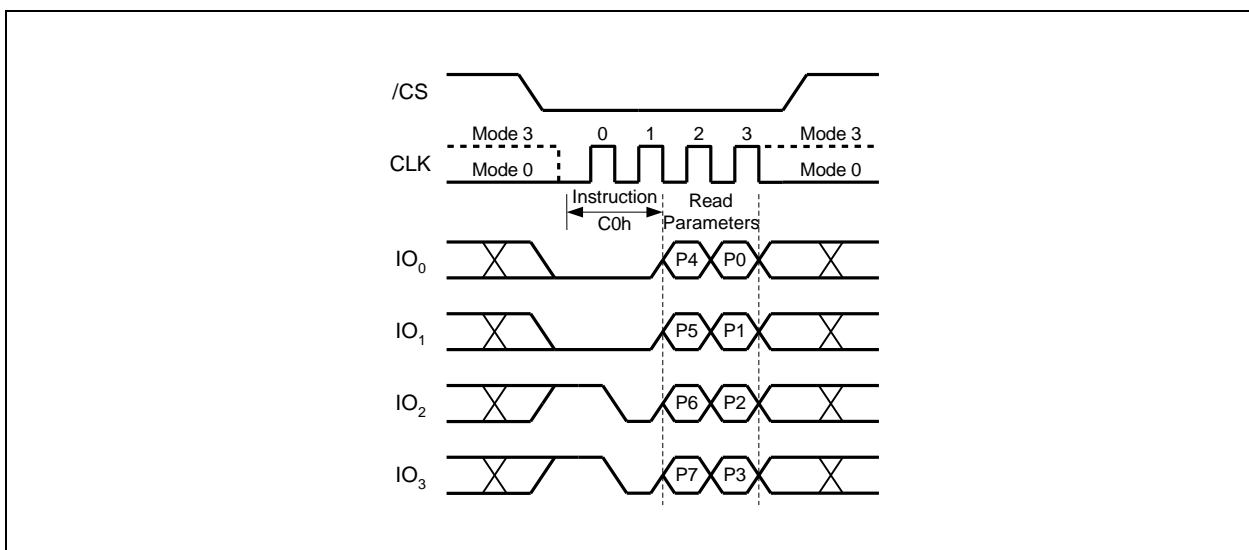 /CS
Mode 3 0 1 2 3 Mode 3
CLK
Mode 0 Mode 0
Instruction Read
C0h Parameters
IO0 P4 P0
IO1 P5 P1
IO2 P6 P2
IO3 P7 P3